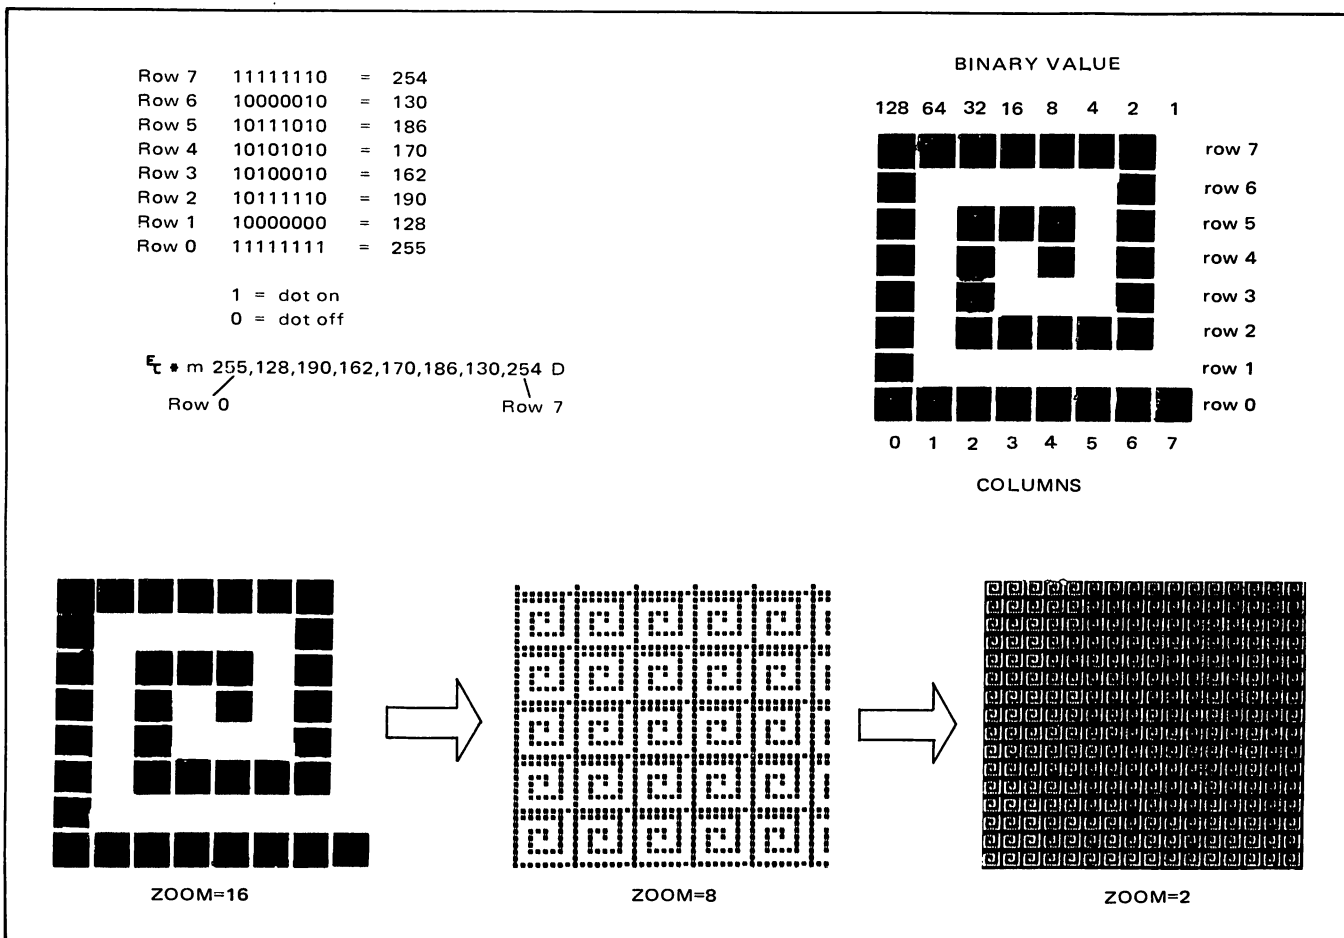 Row 7 11111110 = 254
Row 6 10000010 = 130
Row 5 10111010 = 186
Row 4 10101010 = 170
Row 3 10100010 = 162
Row 2 10111110 = 190
Row 1 10000000 = 128
Row 0 11111111 = 255
1 = dot on
0 = dot off
Ec * m 255,128,190,162,170,186,130,254 D
Row 0 Row 7
BINARY VALUE
128 64 32 16 8 4 2 1
row 7
row 6
row 5
row 4
row 3
row 2
row 1
row 0
0 1 2 3 4 5 6 7
COLUMNS
ZOOM=16
ZOOM=8
ZOOM=2